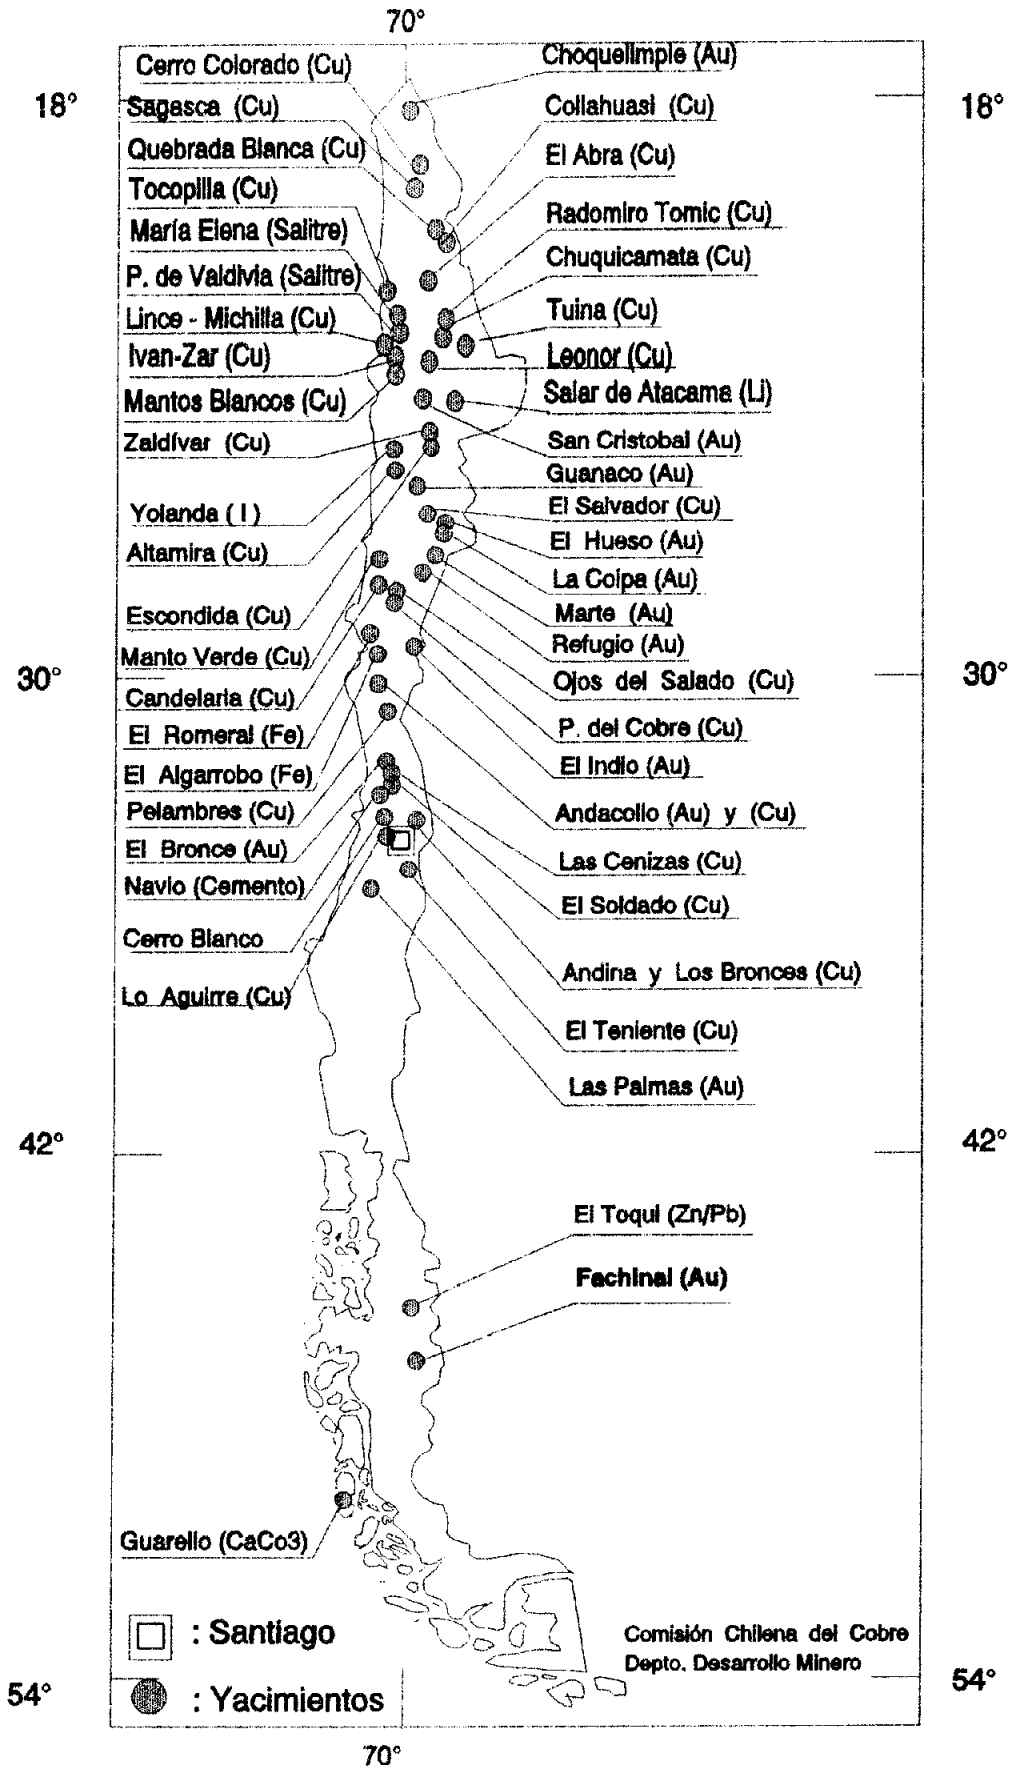 70°
Cerro Colorado (Cu)
Choquelimple (Au)
18°
18°
Sagasca (Cu)
Collahuasi (Cu)
Quebrada Blanca (Cu)
El Abra (Cu)
Tocopilla (Cu)
Radomiro Tomic (Cu)
María Elena (Salitre)
Chuquicamata (Cu)
P. de Valdivia (Salitre)
Tuina (Cu)
Lince - Michilla (Cu)
Ivan-Zar (Cu)
Leonor (Cu)
Mantos Blancos (Cu)
Salar de Atacama (Li)
Zaldívar (Cu)
San Cristobal (Au)
Guanaco (Au)
Yolanda ( I )
El Salvador (Cu)
Altamira (Cu)
El Hueso (Au)
La Coipa (Au)
Escondida (Cu)
Marte (Au)
Manto Verde (Cu)
Refugio (Au)
30°
30°
Candelaria (Cu)
Ojos del Salado (Cu)
El Romeral (Fe)
P. del Cobre (Cu)
El Algarrobo (Fe)
El Indio (Au)
Pelambres (Cu)
Andacollo (Au) y (Cu)
El Bronce (Au)
Las Cenizas (Cu)
Navio (Cemento)
El Soldado (Cu)
Cerro Blanco
Andina y Los Bronces (Cu)
Lo Aguirre (Cu)
El Teniente (Cu)
Las Palmas (Au)
42°
42°
El Toqui (Zn/Pb)
Fachinal (Au)
Guarello (CaCo3)
: Santiago
Comisión Chilena del Cobre
Depto. Desarrollo Minero
54°
54°
: Yacimientos
70°